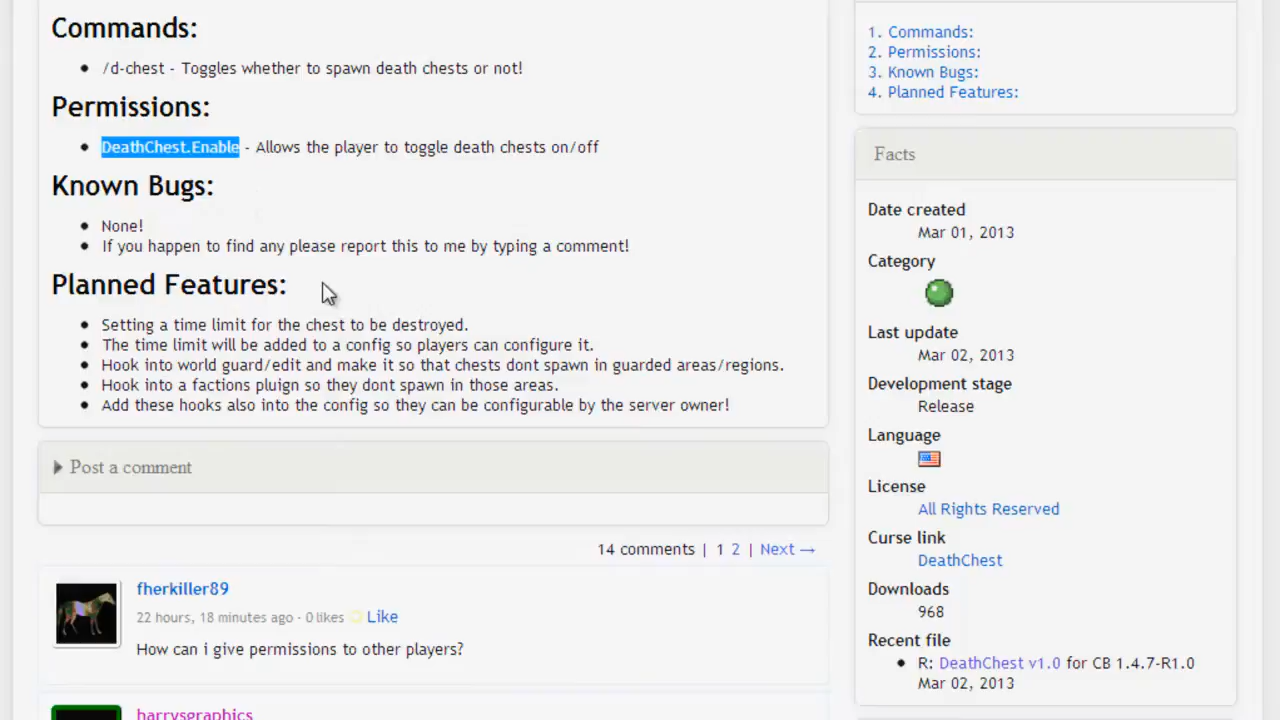 Commands:
/d-chest - Toggles whether to spawn death chests or not!
Permissions:
DeathChest.Enable - Allows the player to toggle death chests on/off
Known Bugs:
None!
If you happen to find any please report this to me by typing a comment!
Planned Features:
Setting a time limit for the chest to be destroyed.
The time limit will be added to a config so players can configure it.
Hook into world guard/edit and make it so that chests dont spawn in guarded areas/regions.
Hook into a factions pluign so they dont spawn in those areas.
Add these hooks also into the config so they can be configurable by the server owner!
Post a comment
14 comments | 1 2 | Next →
fherkiller89
22 hours, 18 minutes ago - 0 likes Like
How can i give permissions to other players?
harrysgraphics
1. Commands:
2. Permissions:
3. Known Bugs:
4. Planned Features:
Facts
Date created
Mar 01, 2013
Category
Last update
Mar 02, 2013
Development stage
Release
Language
License
All Rights Reserved
Curse link
DeathChest
Downloads
968
Recent file
R: DeathChest v1.0 for CB 1.4.7-R1.0
Mar 02, 2013